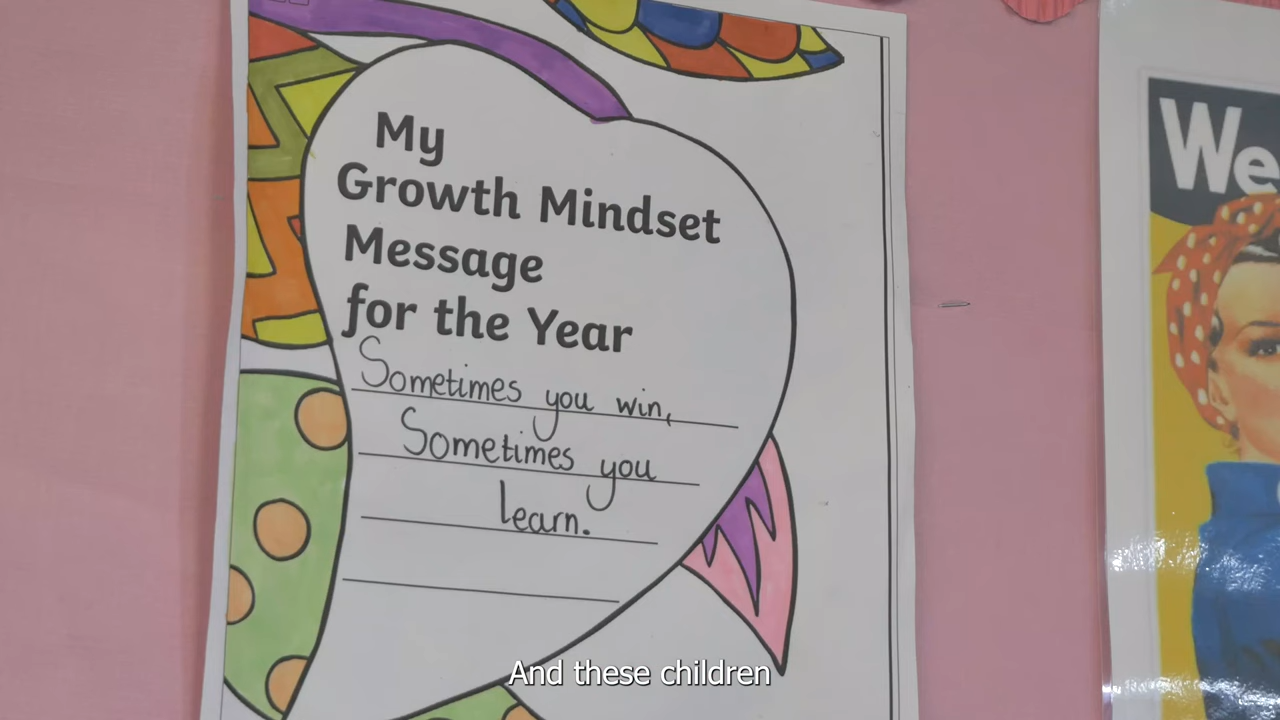 My
Growth Mindset
Message
for the Year
Sometimes you win,
Sometimes you
learn.
We
And these children